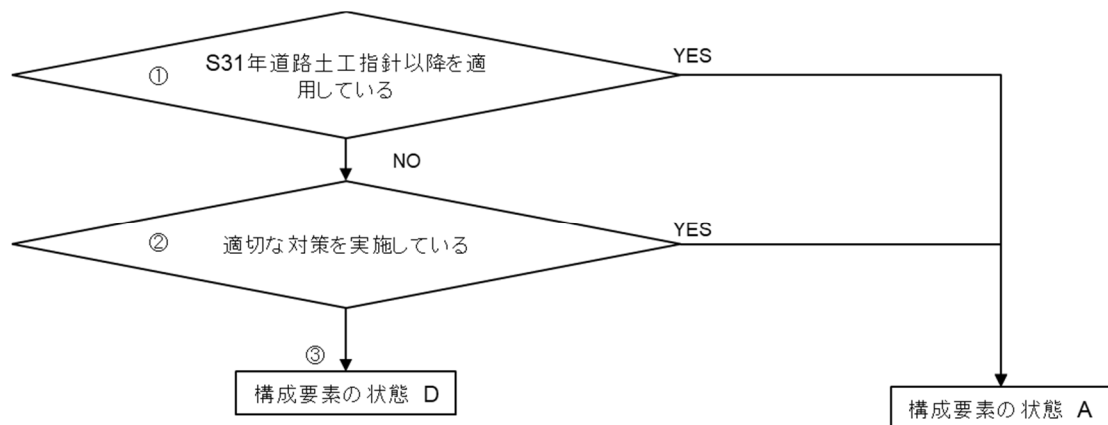 ① S31年道路土工指針以降を適
用している
YES
NO
② 適切な対策を実施している
YES
③
構成要素の状態 D
構成要素の状態 A